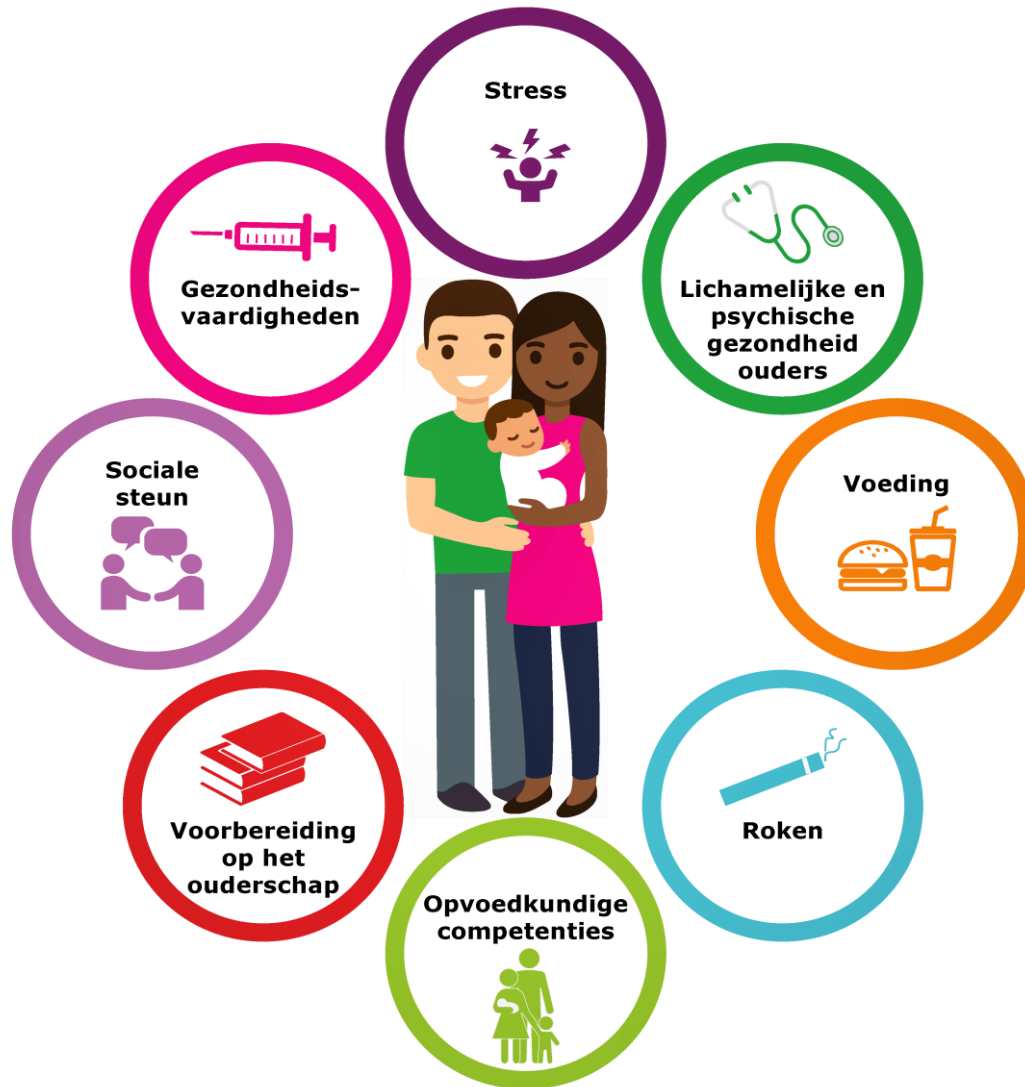 Stress
Lichamelijke en
psychische
gezondheid
ouders
Voeding
Roken
Opvoedkundige
competenties
Voorbereiding
op het
ouderschap
Sociale
steun
Gezondheids-
vaardigheden